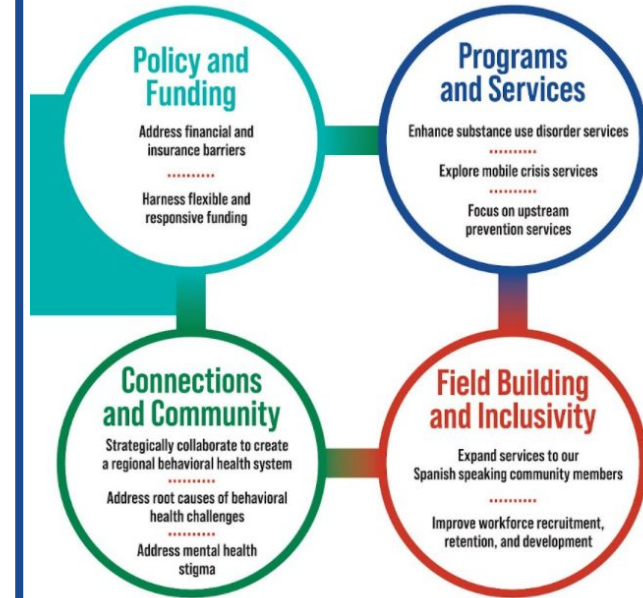 Policy and
Funding
Address financial and
insurance barriers
Harness flexible and
responsive funding
Programs
and Services
Enhance substance use disorder services
Explore mobile crisis services
Focus on upstream
prevention services
Connections
and Community
Strategically collaborate to create
a regional behavioral health system
Address root causes of behavioral
health challenges
Address mental health
stigma
Field Building
and Inclusivity
Expand services to our
Spanish speaking community members
Improve workforce recruitment,
retention, and development